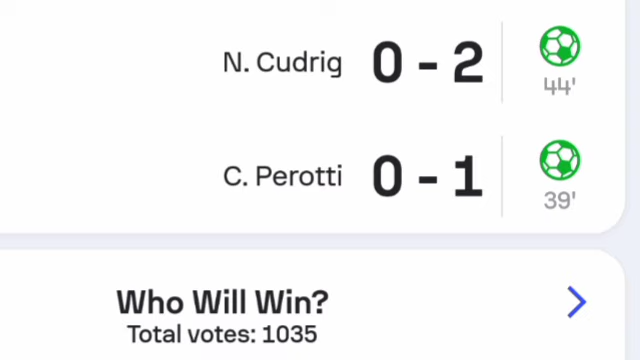 N. Cudrig 0 - 2 44'
C. Perotti 0 - 1 39'
Who Will Win?
Total votes: 1035